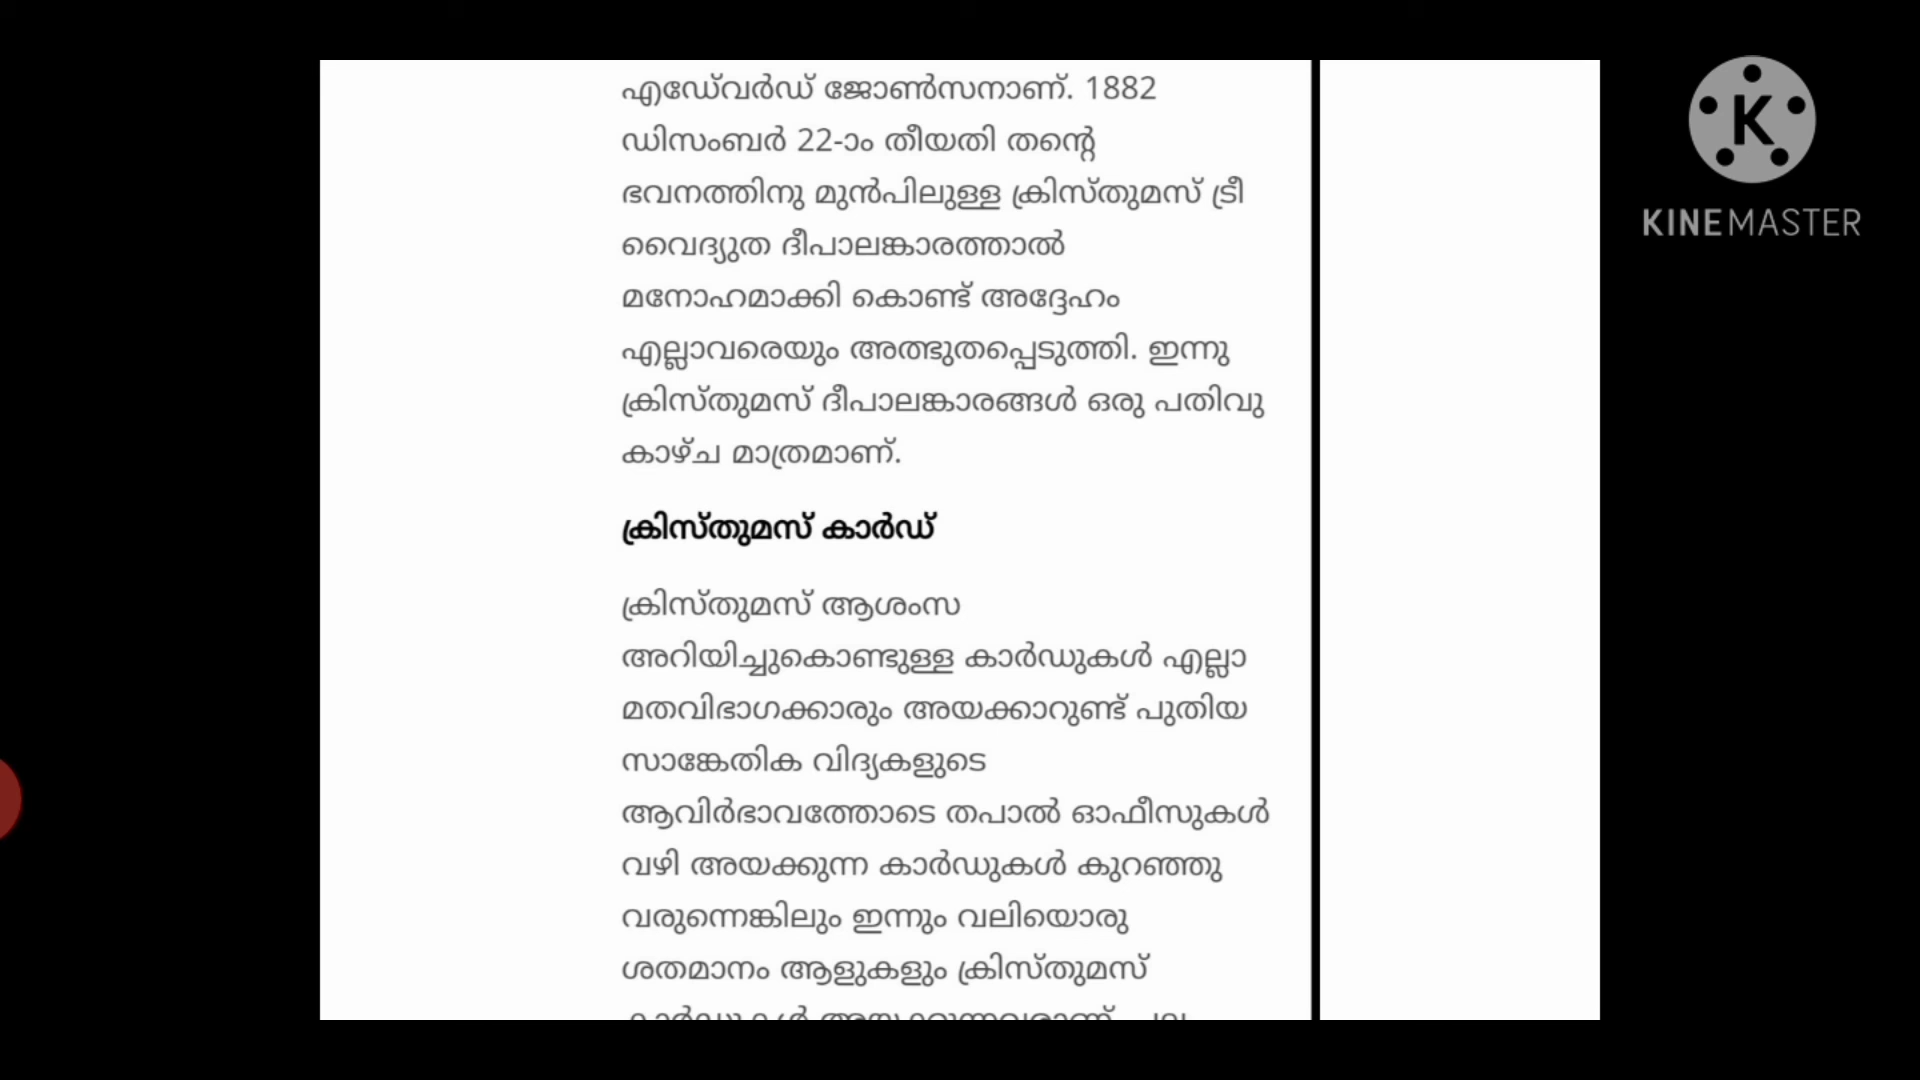 എഡ്വേർഡ് ജോൺസനാണ്. 1882
ഡിസംബർ 22-ാം തീയതി തന്റെ
ഭവനത്തിനു മുൻപിലുള്ള ക്രിസ്തുമസ് ട്രീ
വൈദ്യുത ദീപാലങ്കാരത്താൽ
മനോഹമാക്കി കൊണ്ട് അദ്ദേഹം
എല്ലാവരെയും അത്ഭുതപ്പെടുത്തി. ഇന്നു
ക്രിസ്തുമസ് ദീപാലങ്കാരങ്ങൾ ഒരു പതിവു
കാഴ്ച മാത്രമാണ്.
ക്രിസ്തുമസ് കാർഡ്
ക്രിസ്തുമസ് ആശംസ
അറിയിച്ചുകൊണ്ടുള്ള കാർഡുകൾ എല്ലാ
മതവിഭാഗക്കാരും അയക്കാറുണ്ട് പുതിയ
സാങ്കേതിക വിദ്യകളുടെ
ആവിർഭാവത്തോടെ തപാൽ ഓഫീസുകൾ
വഴി അയക്കുന്ന കാർഡുകൾ കുറഞ്ഞു
വരുന്നെങ്കിലും ഇന്നും വലിയൊരു
ശതമാനം ആളുകളും ക്രിസ്തുമസ്
K
KINEMASTER